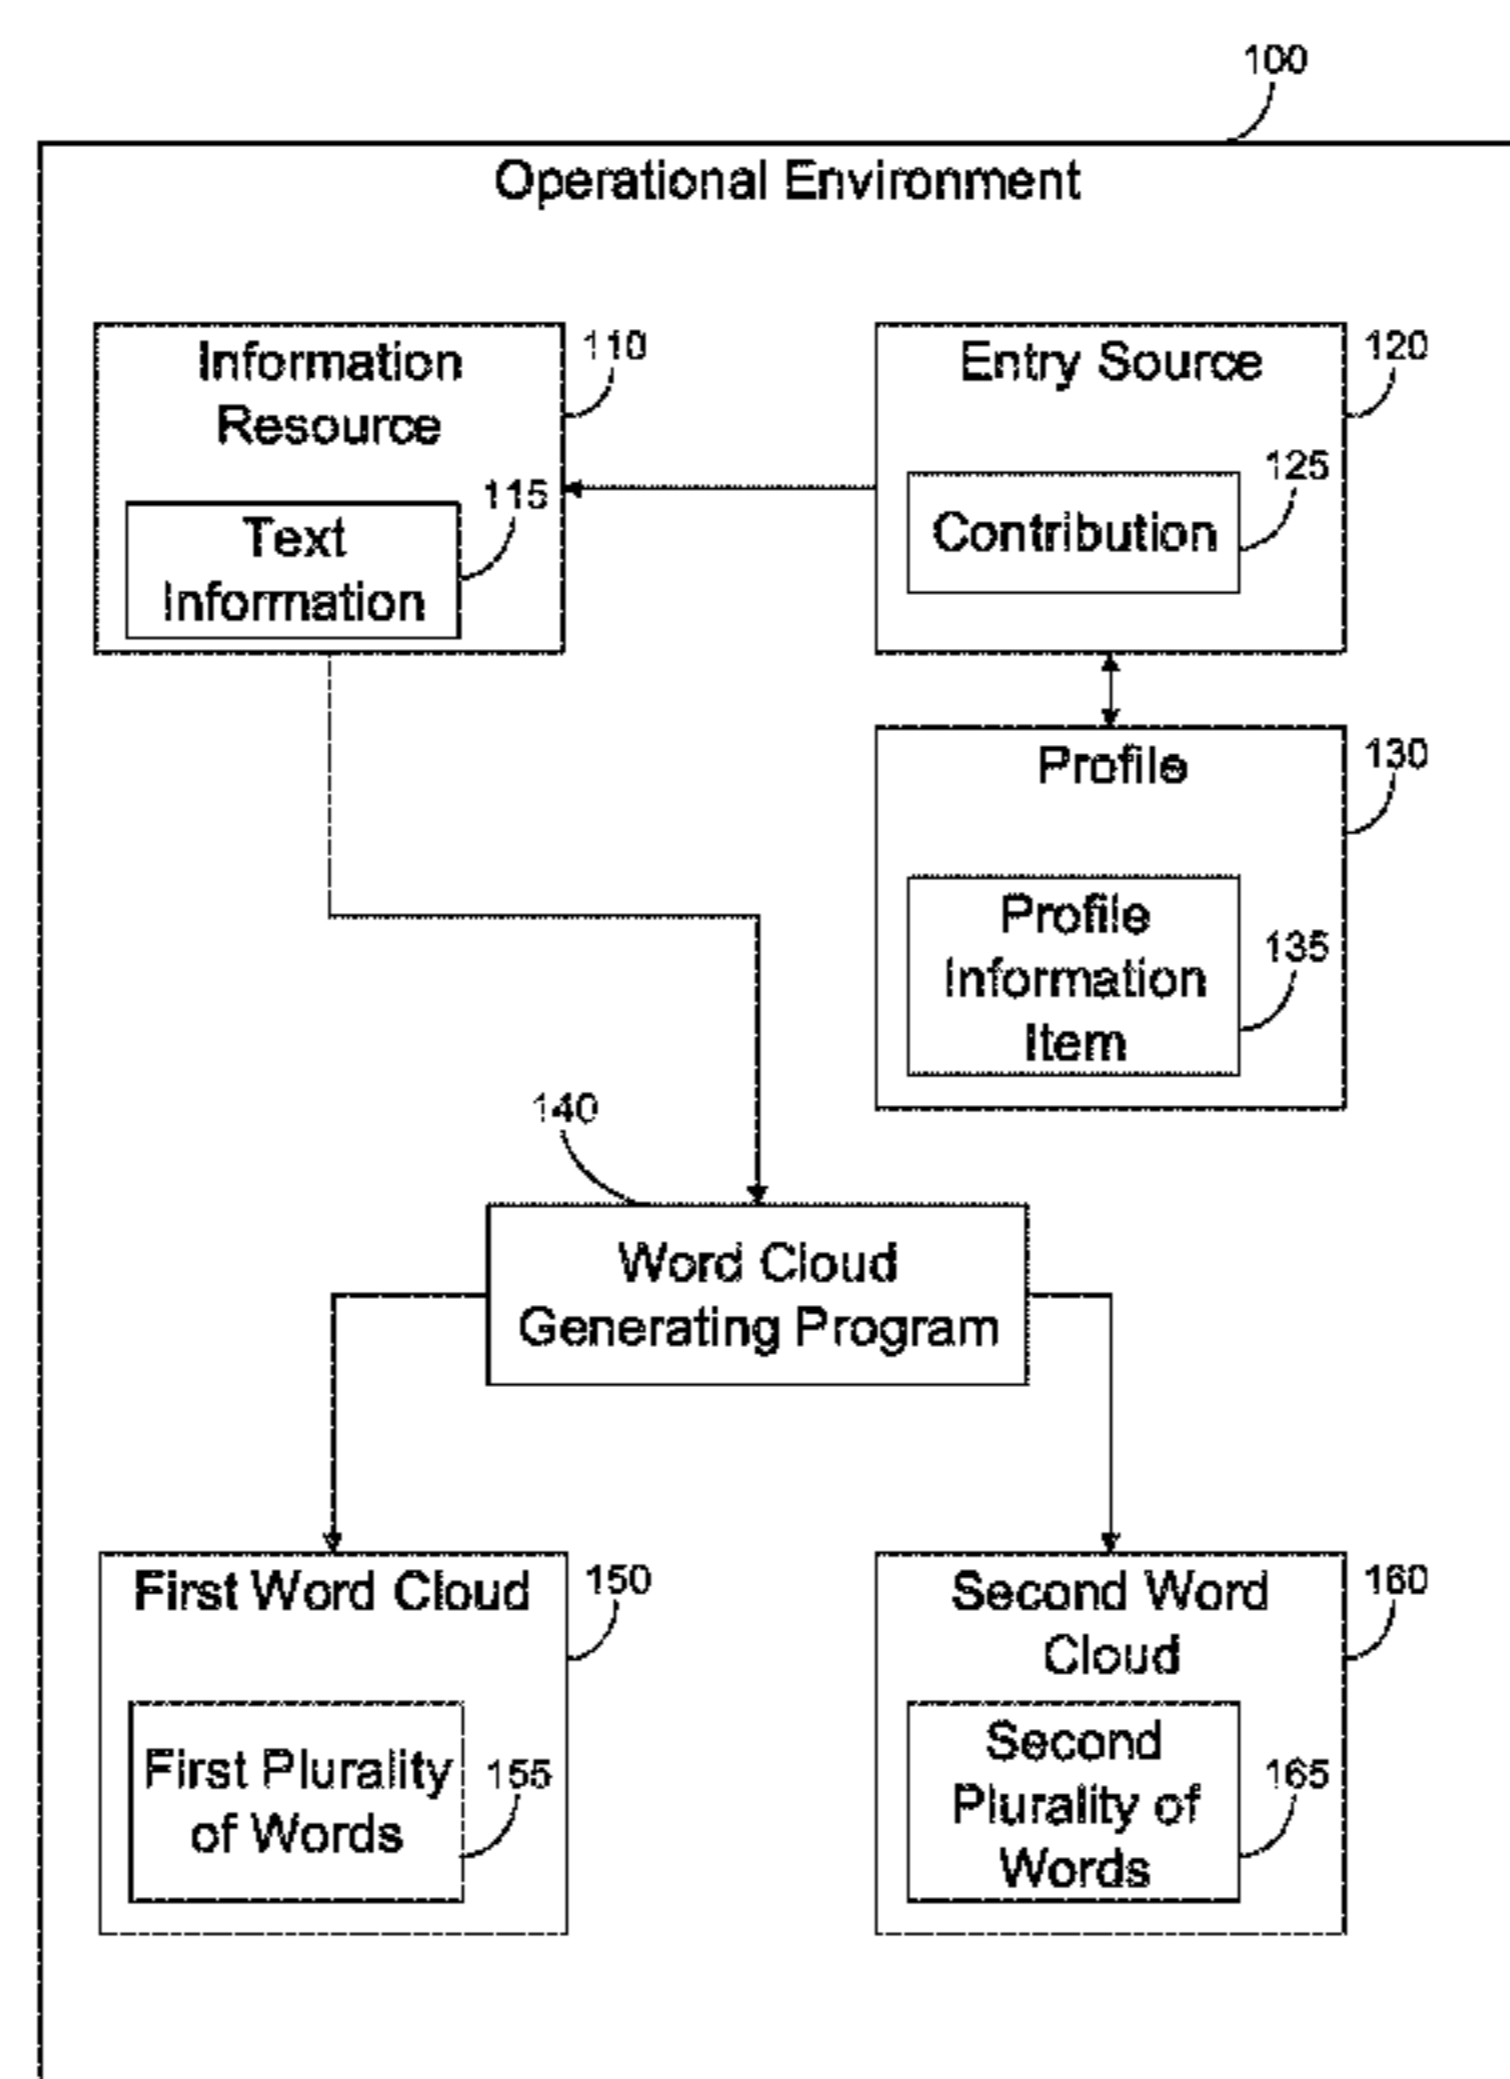 100
Operational Environment
Information
Resource
110
Text
Information
115
Entry Source
120
Contribution
125
Profile
130
Profile
Information
Item
135
140
Word Cloud
Generating Program
First Word Cloud
150
First Plurality
of Words
155
Second Word
Cloud
160
Second
Plurality of
Words
165